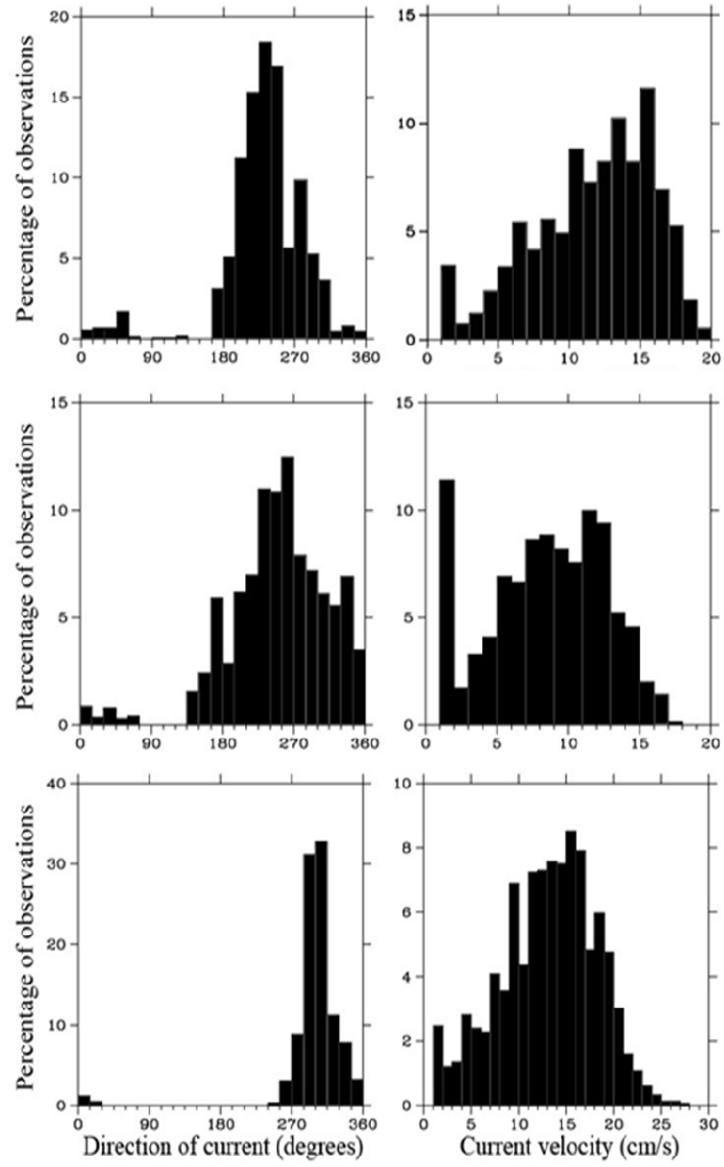 Percentage of observations
20
15
10
5
0
0 90 180 270 360
15
10
5
0
0 5 10 15 20
Percentage of observations
15
10
5
0
0 90 180 270 360
15
10
5
0
0 5 10 15 20
Percentage of observations
40
30
20
10
0
0 90 180 270 360
Direction of current (degrees)
10
8
6
4
2
0
0 5 10 15 20 25 30
Current velocity (cm/s)